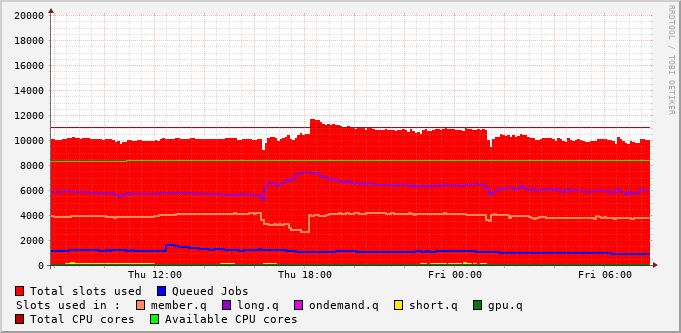 RRDTOOL / TOBI OETIKER
20000
18000
16000
14000
12000
10000
8000
6000
4000
2000
0
Thu 12:00 Thu 18:00 Fri 00:00 Fri 06:00
Total slots used Queued Jobs
Slots used in : member.q long.q ondemand.q short.q gpu.q
Total CPU cores Available CPU cores